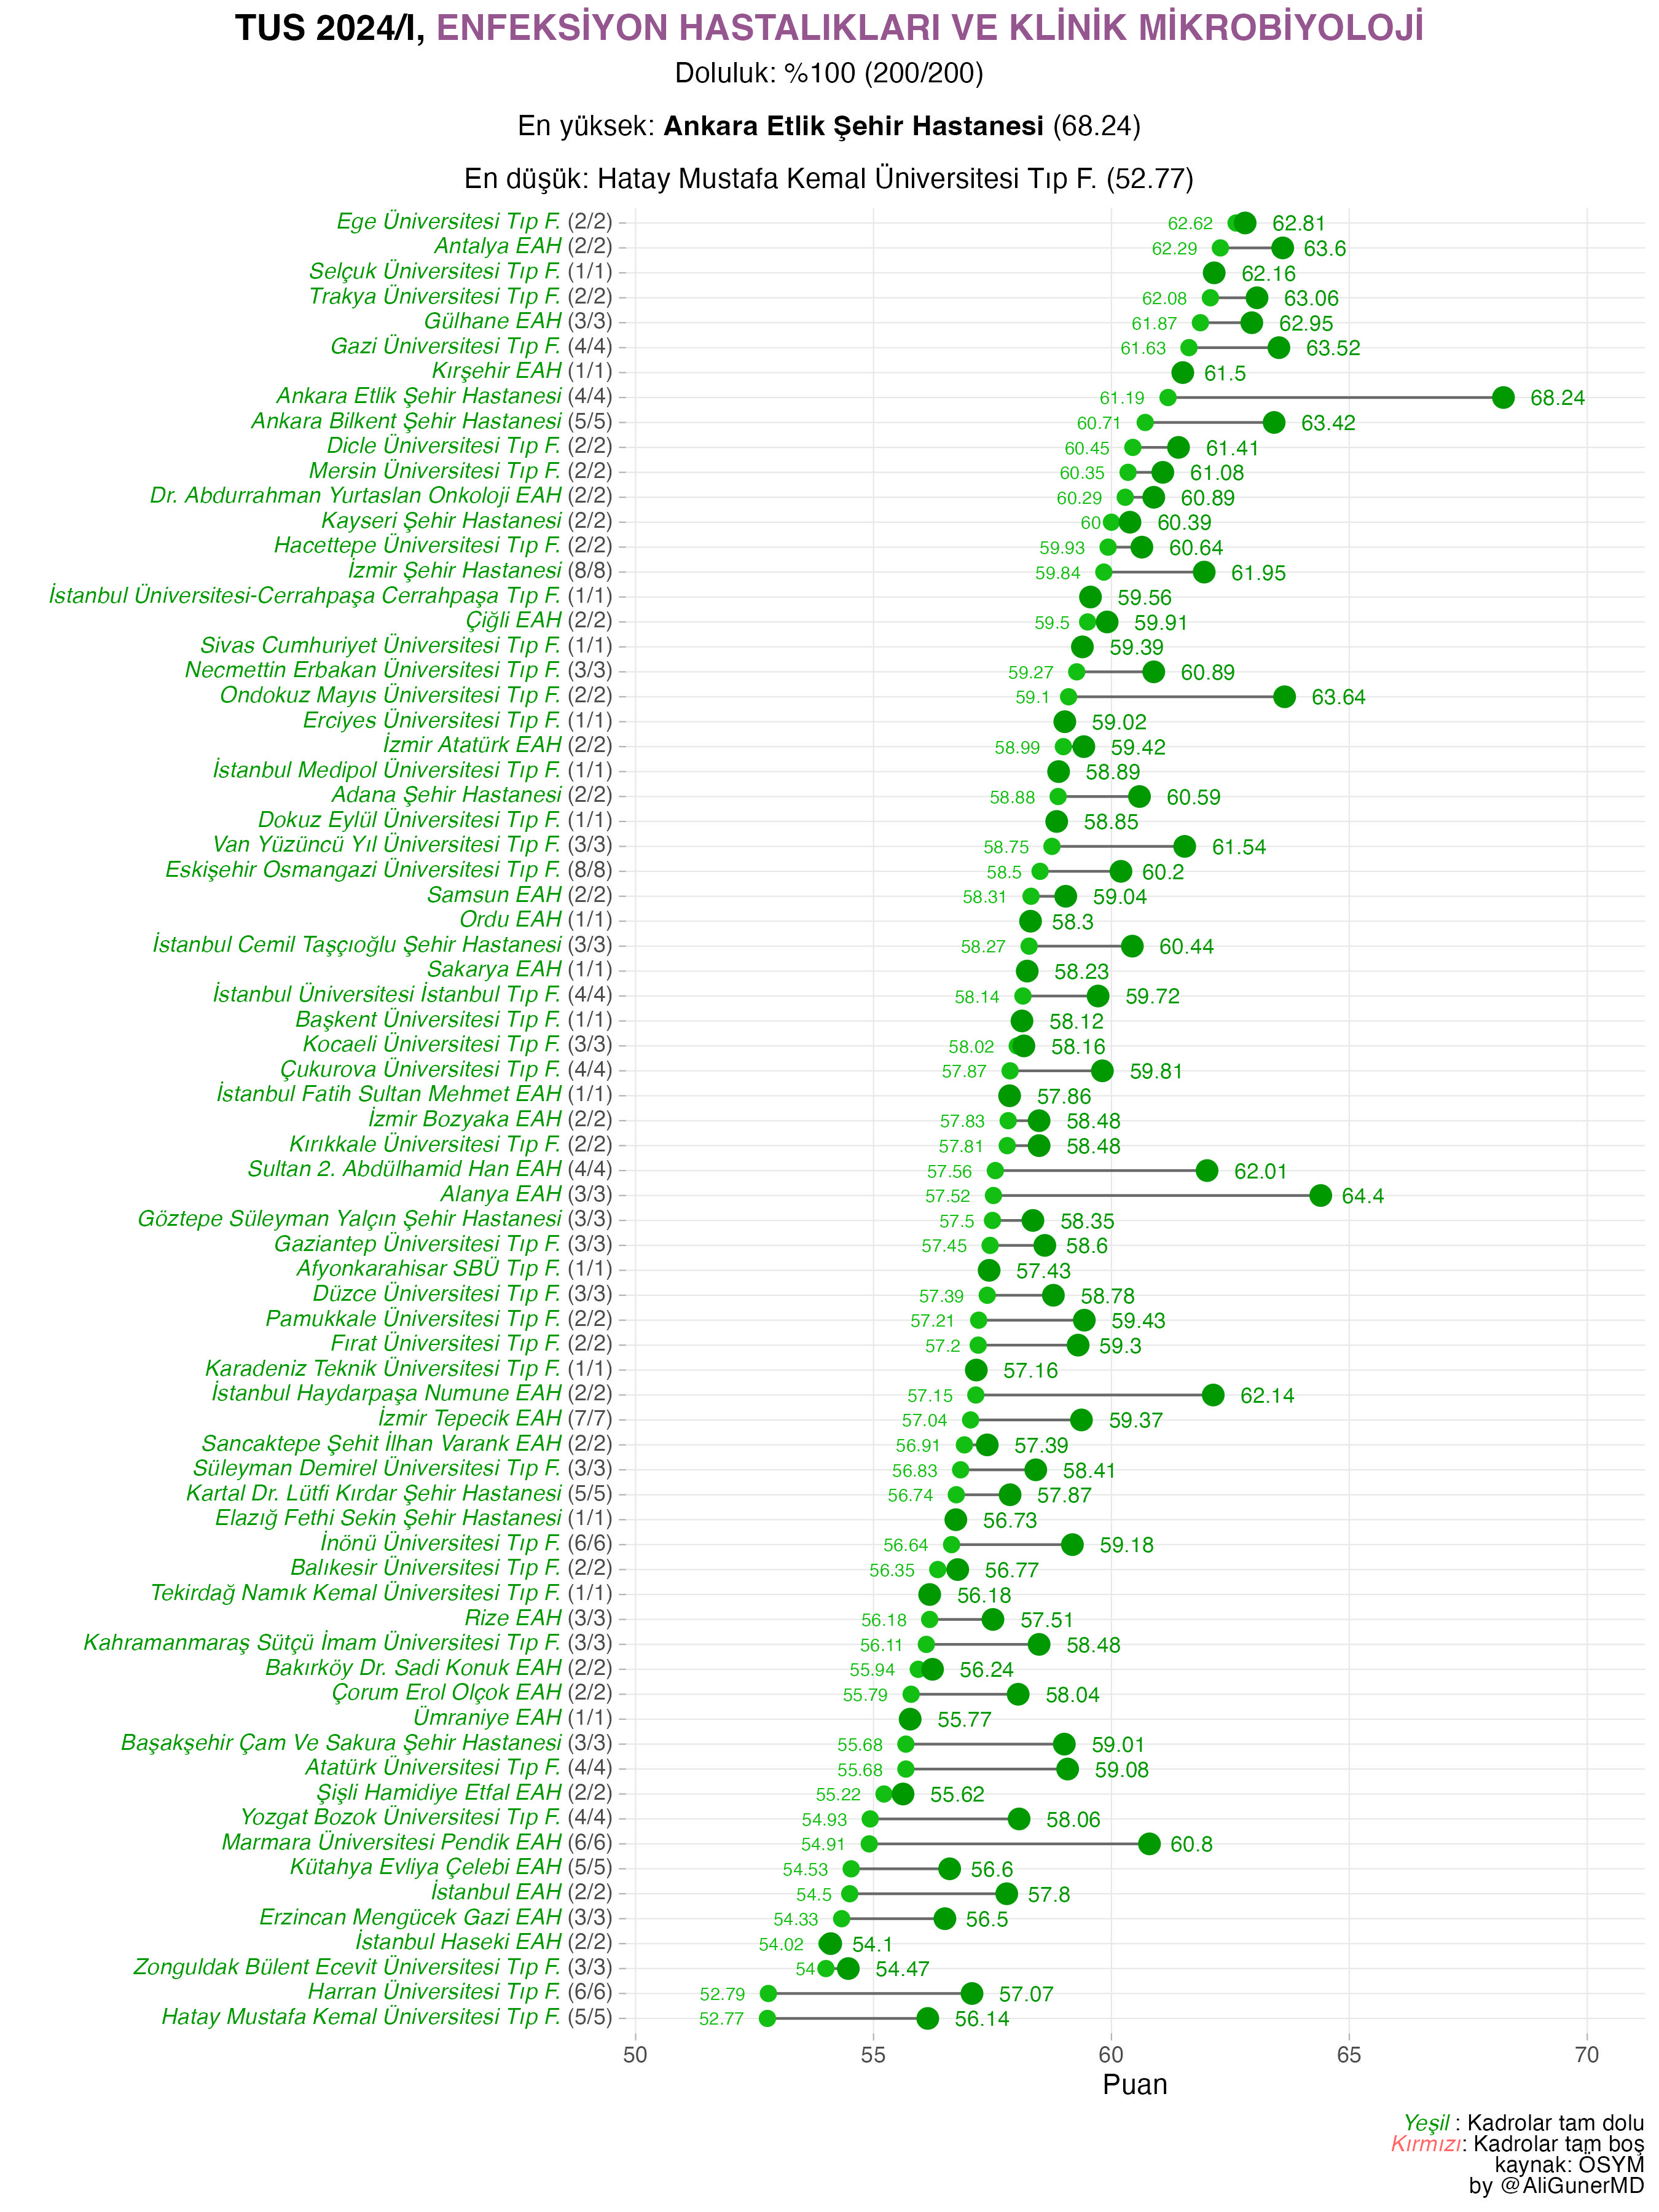 TUS 2024/I, ENFEKSİYON HASTALIKLARI VE KLİNİK MİKROBİYOLOJİ
Doluluk: %100 (200/200)
En yüksek: Ankara Etlik Şehir Hastanesi (68.24)
En düşük: Hatay Mustafa Kemal Üniversitesi Tıp F. (52.77)
Ege Üniversitesi Tıp F. (2/2) 62.62 62.81
Antalya EAH (2/2) 62.29 63.6
Selçuk Üniversitesi Tıp F. (1/1) 62.16
Trakya Üniversitesi Tıp F. (2/2) 62.08 63.06
Gülhane EAH (3/3) 61.87 62.95
Gazi Üniversitesi Tıp F. (4/4) 61.63 63.52
Kırşehir EAH (1/1) 61.5
Ankara Etlik Şehir Hastanesi (4/4) 61.19 68.24
Ankara Bilkent Şehir Hastanesi (5/5) 60.71 63.42
Dicle Üniversitesi Tıp F. (2/2) 60.45 61.41
Mersin Üniversitesi Tıp F. (2/2) 60.35 61.08
Dr. Abdurrahman Yurtaslan Onkoloji EAH (2/2) 60.29 60.89
Kayseri Şehir Hastanesi (2/2) 60 60.39
Hacettepe Üniversitesi Tıp F. (2/2) 59.93 60.64
İzmir Şehir Hastanesi (8/8) 59.84 61.95
İstanbul Üniversitesi-Cerrahpaşa Cerrahpaşa Tıp F. (1/1) 59.56
Çiğli EAH (2/2) 59.5 59.91
Sivas Cumhuriyet Üniversitesi Tıp F. (1/1) 59.39
Necmettin Erbakan Üniversitesi Tıp F. (3/3) 59.27 60.89
Ondokuz Mayıs Üniversitesi Tıp F. (2/2) 59.1 63.64
Erciyes Üniversitesi Tıp F. (1/1) 59.02
İzmir Atatürk EAH (2/2) 58.99 59.42
İstanbul Medipol Üniversitesi Tıp F. (1/1) 58.89
Adana Şehir Hastanesi (2/2) 58.88 60.59
Dokuz Eylül Üniversitesi Tıp F. (1/1) 58.85
Van Yüzüncü Yıl Üniversitesi Tıp F. (3/3) 58.75 61.54
Eskişehir Osmangazi Üniversitesi Tıp F. (8/8) 58.5 60.2
Samsun EAH (2/2) 58.31 59.04
Ordu EAH (1/1) 58.3
İstanbul Cemil Taşçıoğlu Şehir Hastanesi (3/3) 58.27 60.44
Sakarya EAH (1/1) 58.23
İstanbul Üniversitesi İstanbul Tıp F. (4/4) 58.14 59.72
Başkent Üniversitesi Tıp F. (1/1) 58.12
Kocaeli Üniversitesi Tıp F. (3/3) 58.02 58.16
Çukurova Üniversitesi Tıp F. (4/4) 57.87 59.81
İstanbul Fatih Sultan Mehmet EAH (1/1) 57.86
İzmir Bozyaka EAH (2/2) 57.83 58.48
Kırıkkale Üniversitesi Tıp F. (2/2) 57.81 58.48
Sultan 2. Abdülhamid Han EAH (4/4) 57.56 62.01
Alanya EAH (3/3) 57.52 64.4
Göztepe Süleyman Yalçın Şehir Hastanesi (3/3) 57.5 58.35
Gaziantep Üniversitesi Tıp F. (3/3) 57.45 58.6
Afyonkarahisar SBÜ Tıp F. (1/1) 57.43
Düzce Üniversitesi Tıp F. (3/3) 57.39 58.78
Pamukkale Üniversitesi Tıp F. (2/2) 57.21 59.43
Fırat Üniversitesi Tıp F. (2/2) 57.2 59.3
Karadeniz Teknik Üniversitesi Tıp F. (1/1) 57.16
İstanbul Haydarpaşa Numune EAH (2/2) 57.15 62.14
İzmir Tepecik EAH (7/7) 57.04 59.37
Sancaktepe Şehit İlhan Varank EAH (2/2) 56.91 57.39
Süleyman Demirel Üniversitesi Tıp F. (3/3) 56.83 58.41
Kartal Dr. Lütfi Kırdar Şehir Hastanesi (5/5) 56.74 57.87
Elazığ Fethi Sekin Şehir Hastanesi (1/1) 56.73
İnönü Üniversitesi Tıp F. (6/6) 56.64 59.18
Balıkesir Üniversitesi Tıp F. (2/2) 56.35 56.77
Tekirdağ Namık Kemal Üniversitesi Tıp F. (1/1) 56.18
Rize EAH (3/3) 56.18 57.51
Kahramanmaraş Sütçü İmam Üniversitesi Tıp F. (3/3) 56.11 58.48
Bakırköy Dr. Sadi Konuk EAH (2/2) 55.94 56.24
Çorum Erol Olçok EAH (2/2) 55.79 58.04
Ümraniye EAH (1/1) 55.77
Başakşehir Çam Ve Sakura Şehir Hastanesi (3/3) 55.68 59.01
Atatürk Üniversitesi Tıp F. (4/4) 55.68 59.08
Şişli Hamidiye Etfal EAH (2/2) 55.22 55.62
Yozgat Bozok Üniversitesi Tıp F. (4/4) 54.93 58.06
Marmara Üniversitesi Pendik EAH (6/6) 54.91 60.8
Kütahya Evliya Çelebi EAH (5/5) 54.53 56.6
İstanbul EAH (2/2) 54.5 57.8
Erzincan Mengücek Gazi EAH (3/3) 54.33 56.5
İstanbul Haseki EAH (2/2) 54.02 54.1
Zonguldak Bülent Ecevit Üniversitesi Tıp F. (3/3) 54 54.47
Harran Üniversitesi Tıp F. (6/6) 52.79 57.07
Hatay Mustafa Kemal Üniversitesi Tıp F. (5/5) 52.77 56.14
50 55 60 65 70
Puan
Yeşil : Kadrolar tam dolu
Kırmızı: Kadrolar tam boş
kaynak: ÖSYM
by @AliGunerMD